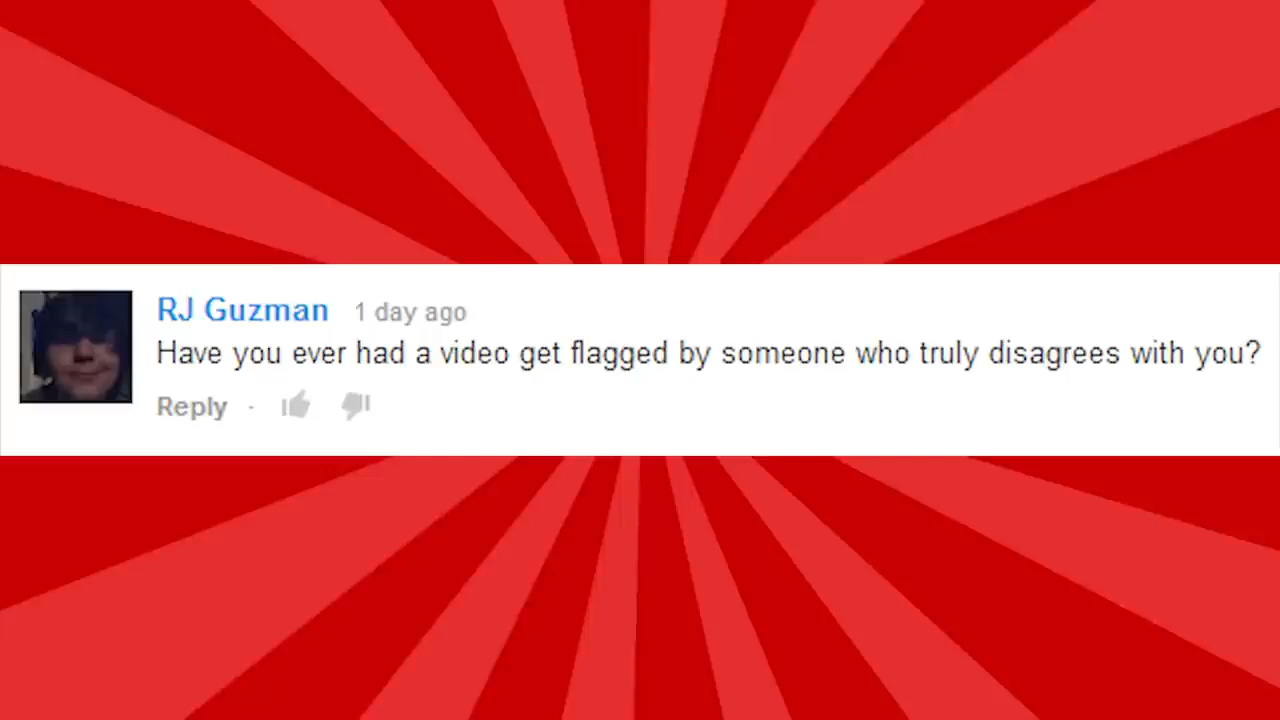 RJ Guzman 1 day ago
Have you ever had a video get flagged by someone who truly disagrees with you?
Reply ·